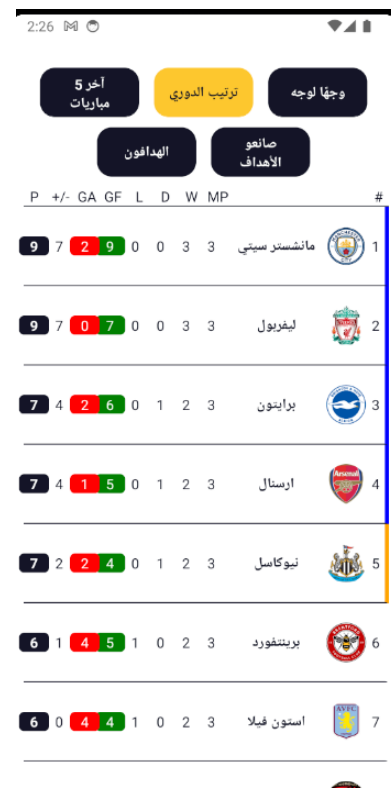 2:26
وجهًا لوجه
ترتيب الدوري
آخر 5 مباريات
صانعو الأهداف
الهدافون
# MP W D L GF GA +/- P
1 مانشستر سيتي 3 3 0 0 9 2 7 9
2 ليفربول 3 3 0 0 7 0 7 9
3 برايتون 3 2 1 0 6 2 4 7
4 ارسنال 3 2 1 0 5 1 4 7
5 نيوكاسل 3 2 1 0 4 2 2 7
6 برينتفورد 3 2 0 1 5 4 1 6
7 استون فيلا 3 2 0 1 4 4 0 6